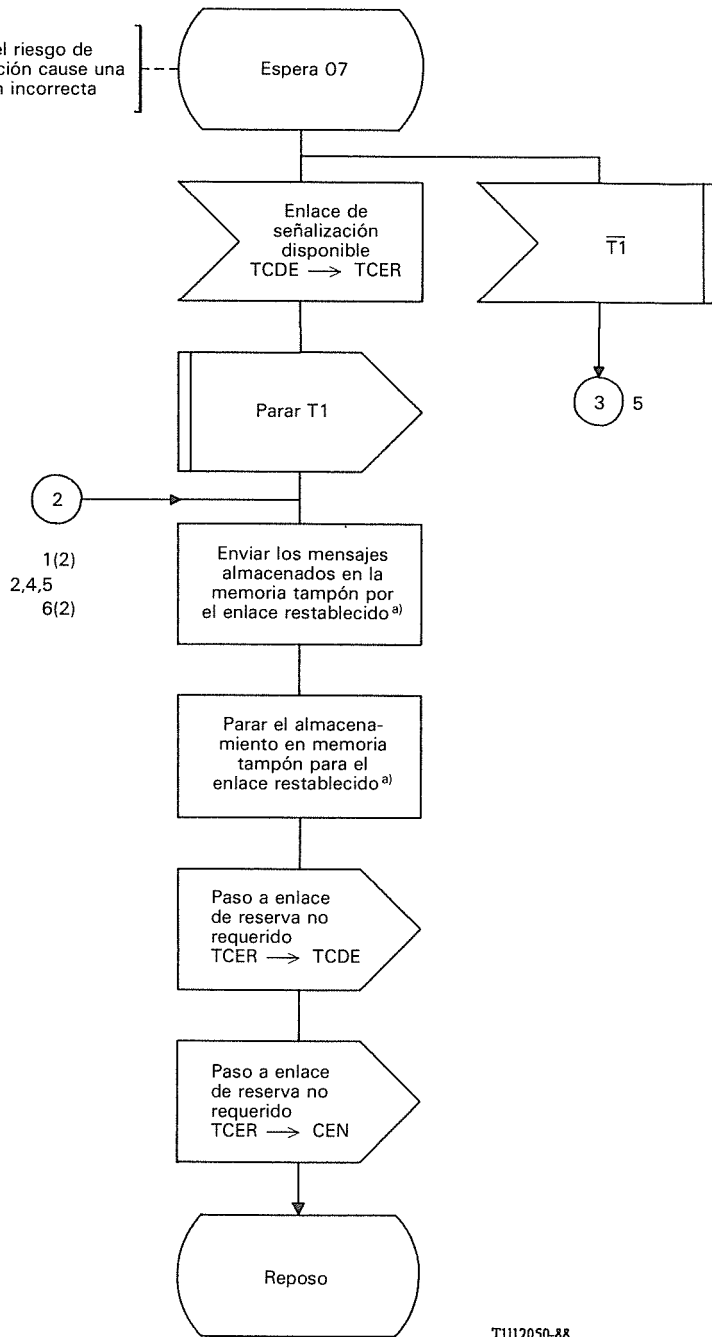 el riesgo de
ción cause una
n incorrecta
Espera 07
Enlace de
señalización
disponible
TCDE → TCER
T1
Parar T1
3 5
2
1(2)
2,4,5
6(2)
Enviar los mensajes
almacenados en la
memoria tampón por
el enlace restablecido a)
Parar el almacena-
miento en memoria
tampón para el
enlace restablecido a)
Paso a enlace
de reserva no
requerido
TCER → TCDE
Paso a enlace
de reserva no
requerido
TCER → CEN
Reposo
T1112050-88